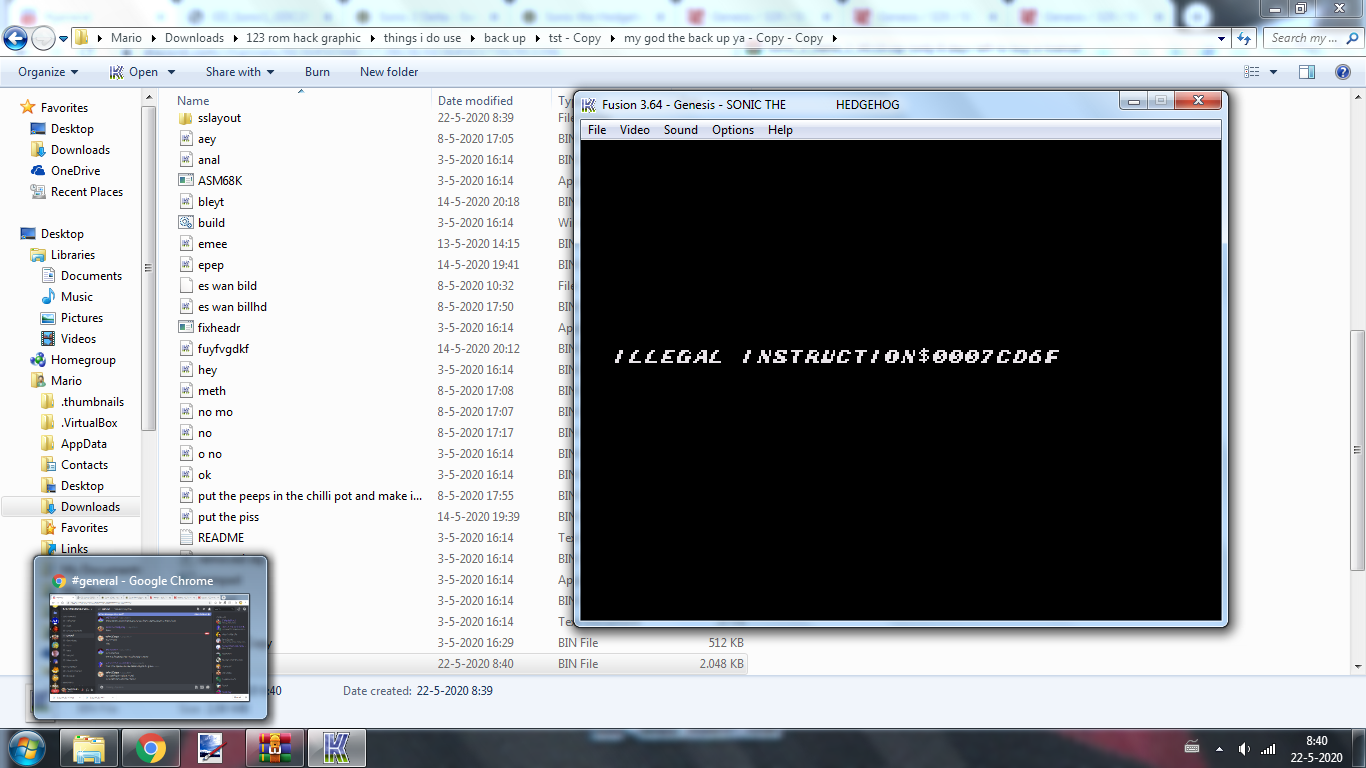 Mario Downloads 123 rom hack graphic things i do use back up tst - Copy my god the back up ya - Copy - Copy
Search my ...
Organize Open Share with Burn New folder
Favorites
Desktop
Downloads
OneDrive
Recent Places
Desktop
Libraries
Documents
Music
Pictures
Videos
Homegroup
Mario
.thumbnails
.VirtualBox
AppData
Contacts
Desktop
Downloads
Favorites
Links
Name Date modified
sslayout 22-5-2020 8:39
aey 8-5-2020 17:05 BIN
anal 3-5-2020 16:14 BIN
ASM68K 3-5-2020 16:14
bleyt 14-5-2020 20:18 BIN
build 3-5-2020 16:14
emee 13-5-2020 14:15 BIN
epep 14-5-2020 19:41 BIN
es wan bild 8-5-2020 10:32
es wan billhd 8-5-2020 17:50 BIN
fixheadr 3-5-2020 16:14
fuyfvgdkf 14-5-2020 20:12 BIN
hey 3-5-2020 16:14 BIN
meth 8-5-2020 17:08 BIN
no mo 8-5-2020 17:07 BIN
no 8-5-2020 17:17 BIN
o no 3-5-2020 16:14 BIN
ok 3-5-2020 16:14 BIN
put the peeps in the chilli pot and make i... 8-5-2020 17:55 BIN
put the piss 14-5-2020 19:39 BIN
README 3-5-2020 16:14
3-5-2020 16:14
3-5-2020 16:14
3-5-2020 16:14
3-5-2020 16:14
3-5-2020 16:29 BIN File 512 KB
22-5-2020 8:40 BIN File 2.048 KB
Date created: 22-5-2020 8:39
Fusion 3.64 - Genesis - SONIC THE HEDGEHOG
File Video Sound Options Help
ILLEGAL INSTRUCTION$0007CD6F
#general - Google Chrome
8:40
22-5-2020